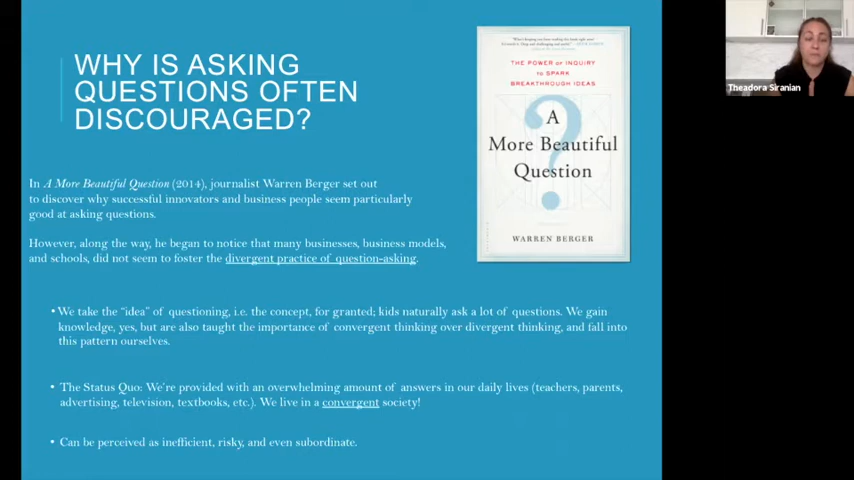 WHY IS ASKING
QUESTIONS OFTEN
DISCOURAGED?
In A More Beautiful Question (2014), journalist Warren Berger set out
to discover why successful innovators and business people seem particularly
good at asking questions.
However, along the way, he began to notice that many businesses, business models,
and schools, did not seem to foster the divergent practice of question-asking.
• We take the “idea” of questioning, i.e. the concept, for granted; kids naturally ask a lot of questions. We gain
knowledge, yes, but are also taught the importance of convergent thinking over divergent thinking, and fall into
this pattern ourselves.
• The Status Quo: We’re provided with an overwhelming amount of answers in our daily lives (teachers, parents,
advertising, television, textbooks, etc.). We live in a convergent society!
• Can be perceived as inefficient, risky, and even subordinate.
THE POWER OF INQUIRY
TO SPARK
BREAKTHROUGH IDEAS
A
More Beautiful
Question
WARREN BERGER
Theadora Siranian